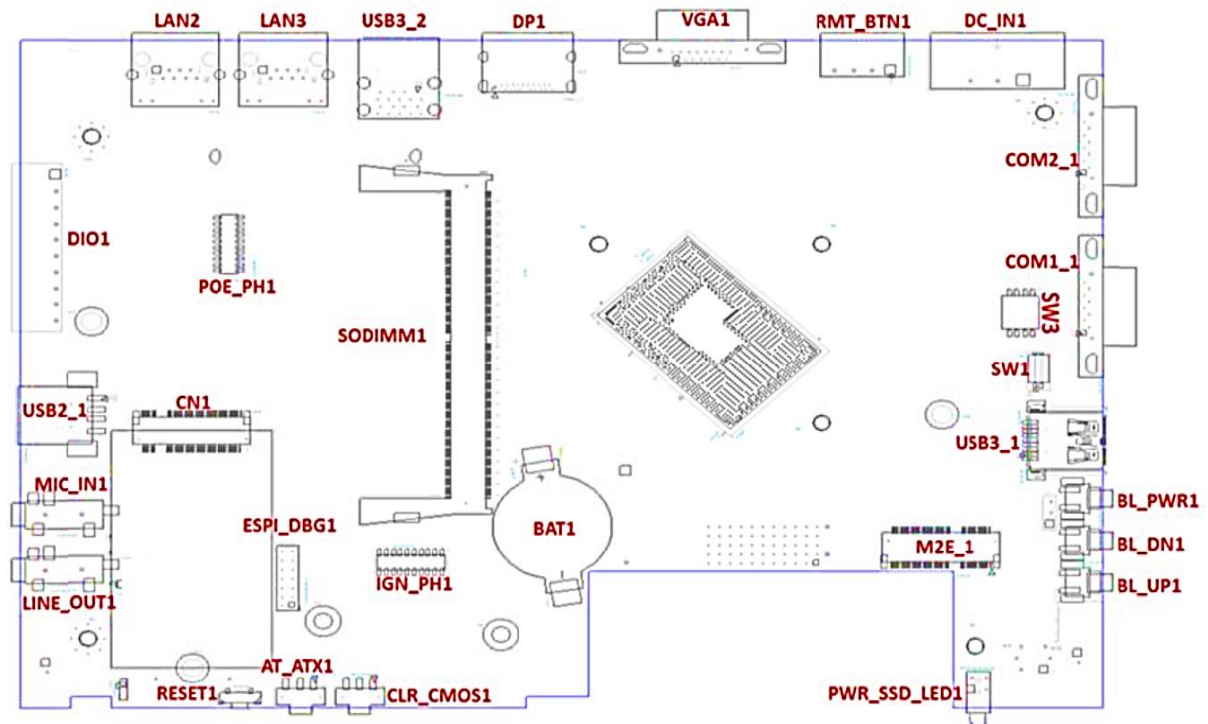 LAN2
LAN3
USB3_2
DP1
VGA1
RMT_BTN1
DC_IN1
COM2_1
DIO1
COM1_1
POE_PH1
SW3
SODIMM1
SW1
USB2_1
CN1
USB3_1
MIC_IN1
BL_PWR1
ESPI_DBG1
BAT1
M2E_1
BL_DN1
IGN_PH1
BL_UP1
LINE_OUT1
AT_ATX1
RESET1
CLR_CMOS1
PWR_SSD_LED1